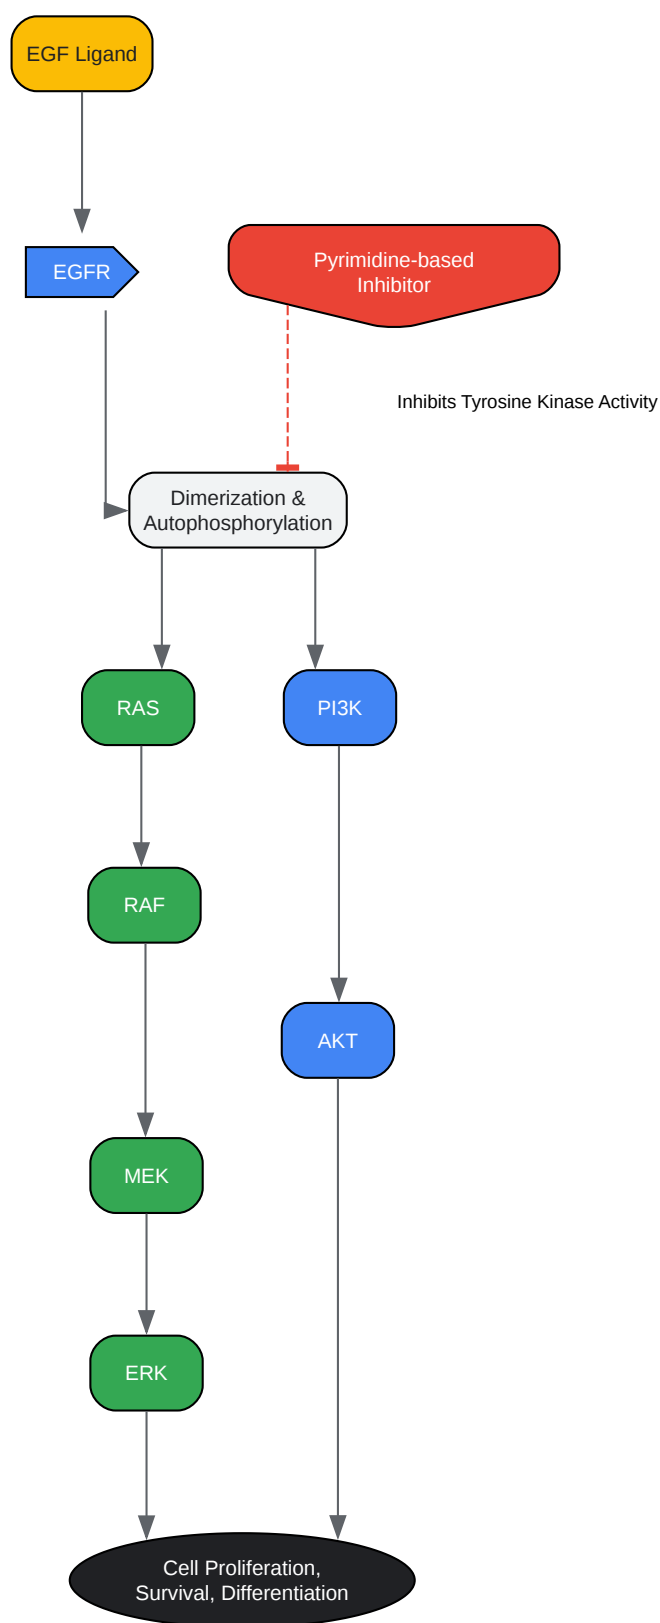 EGF Ligand
EGFR
Pyrimidine-based
Inhibitor
Inhibits Tyrosine Kinase Activity
Dimerization &
Autophosphorylation
RAS
PI3K
RAF
AKT
MEK
ERK
Cell Proliferation,
Survival, Differentiation